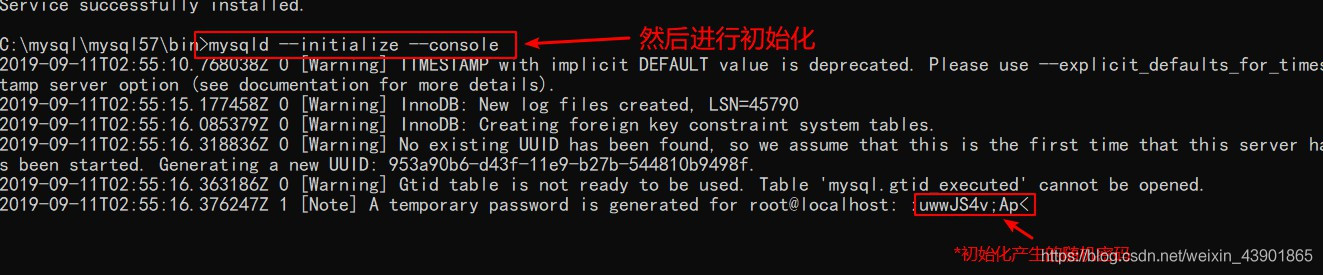 Service successfully installed.
C:\mysql\mysql57\bin>mysqld --initialize --console
然后进行初始化
2019-09-11T02:55:10.768038Z 0 [Warning] TIMESTAMP with implicit DEFAULT value is deprecated. Please use --explicit_defaults_for_times
tamp server option (see documentation for more details).
2019-09-11T02:55:15.177458Z 0 [Warning] InnoDB: New log files created, LSN=45790
2019-09-11T02:55:16.085379Z 0 [Warning] InnoDB: Creating foreign key constraint system tables.
2019-09-11T02:55:16.318836Z 0 [Warning] No existing UUID has been found, so we assume that this is the first time that this server ha
s been started. Generating a new UUID: 953a90b6-d43f-11e9-b27b-544810b9498f.
2019-09-11T02:55:16.363186Z 0 [Warning] Gtid table is not ready to be used. Table 'mysql.gtid_executed' cannot be opened.
2019-09-11T02:55:16.376247Z 1 [Note] A temporary password is generated for root@localhost: :uwwJS4v;Ap<
*初始化产生的随机密码
https://blog.csdn.net/weixin_43901865